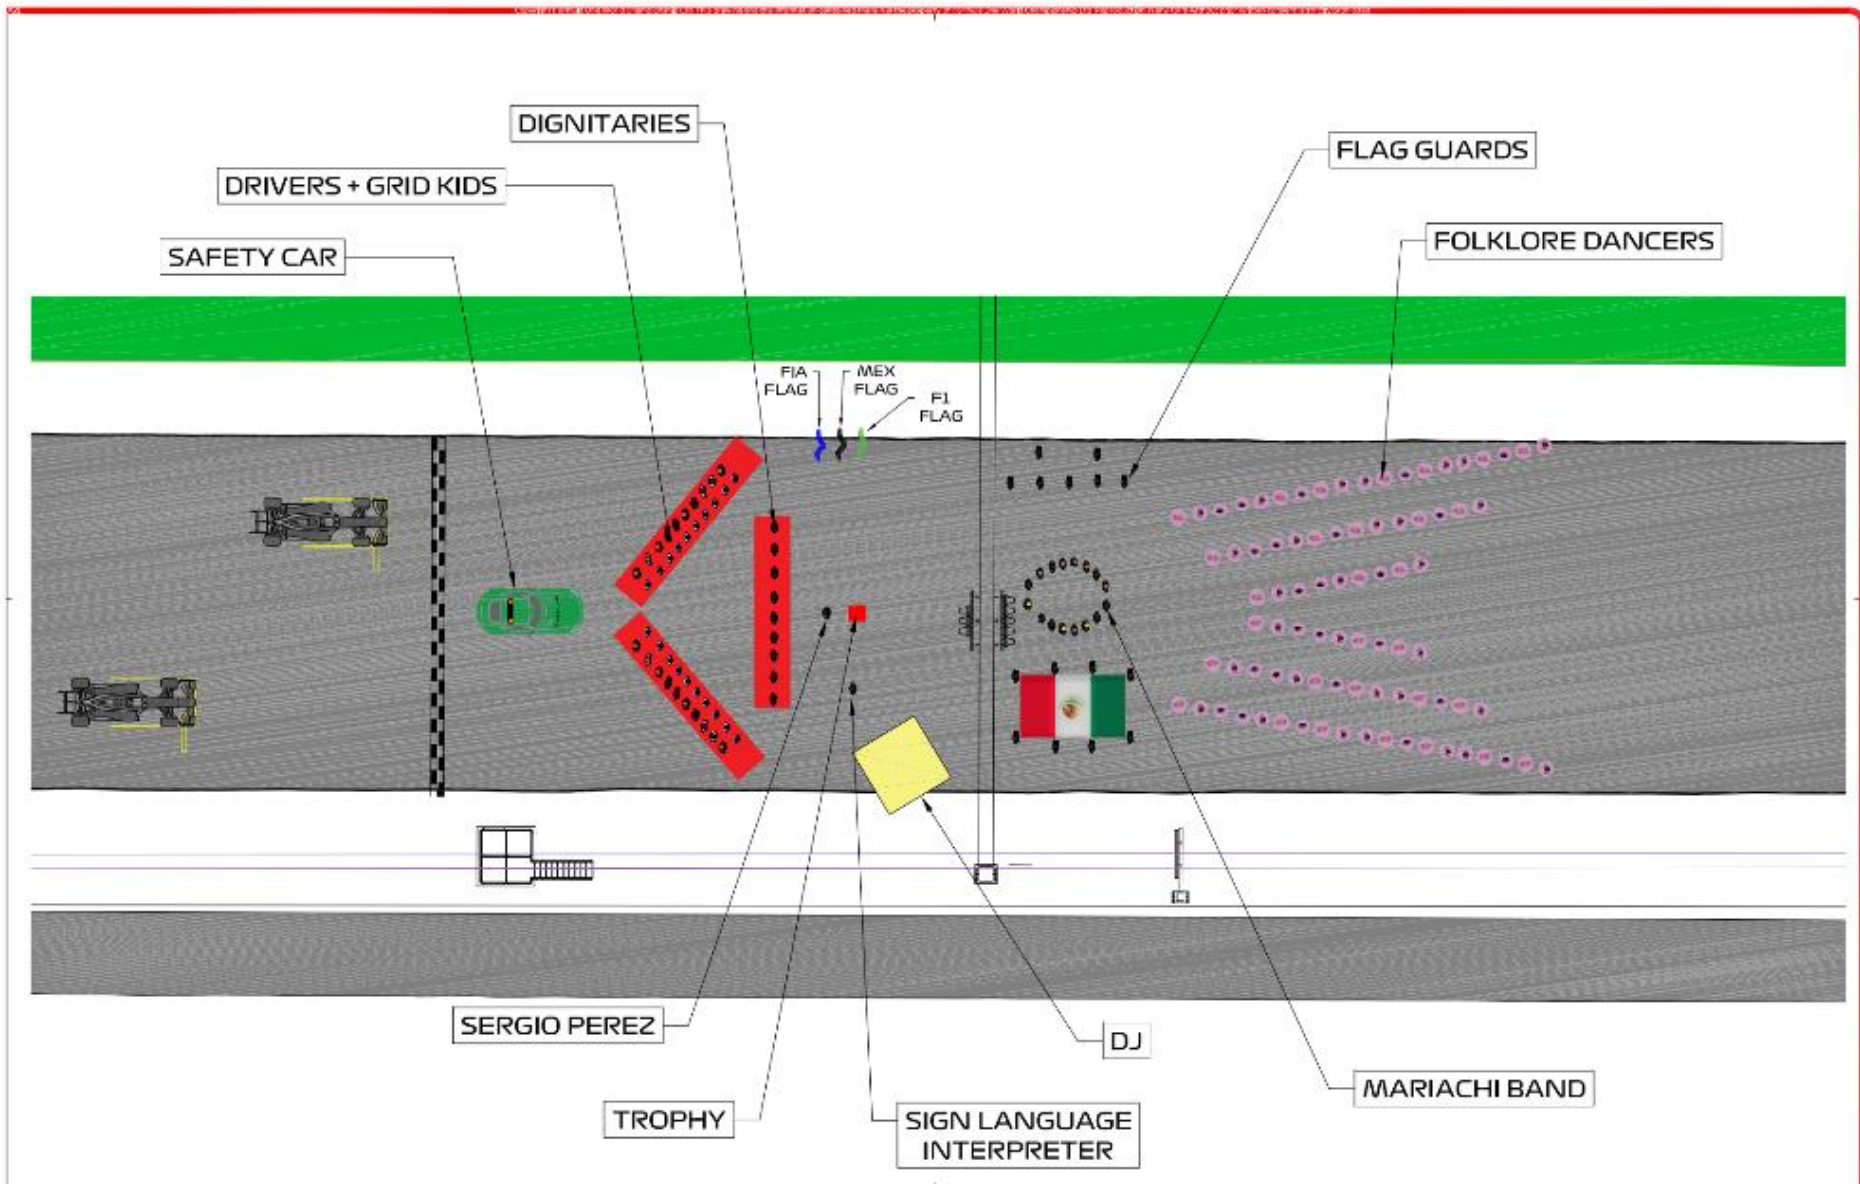 DIGNITARIES
FLAG GUARDS
DRIVERS + GRID KIDS
FOLKLORE DANCERS
SAFETY CAR
FIA
FLAG
MEX
FLAG
F1
FLAG
SERGIO PEREZ
DJ
MARIACHI BAND
TROPHY
SIGN LANGUAGE
INTERPRETER